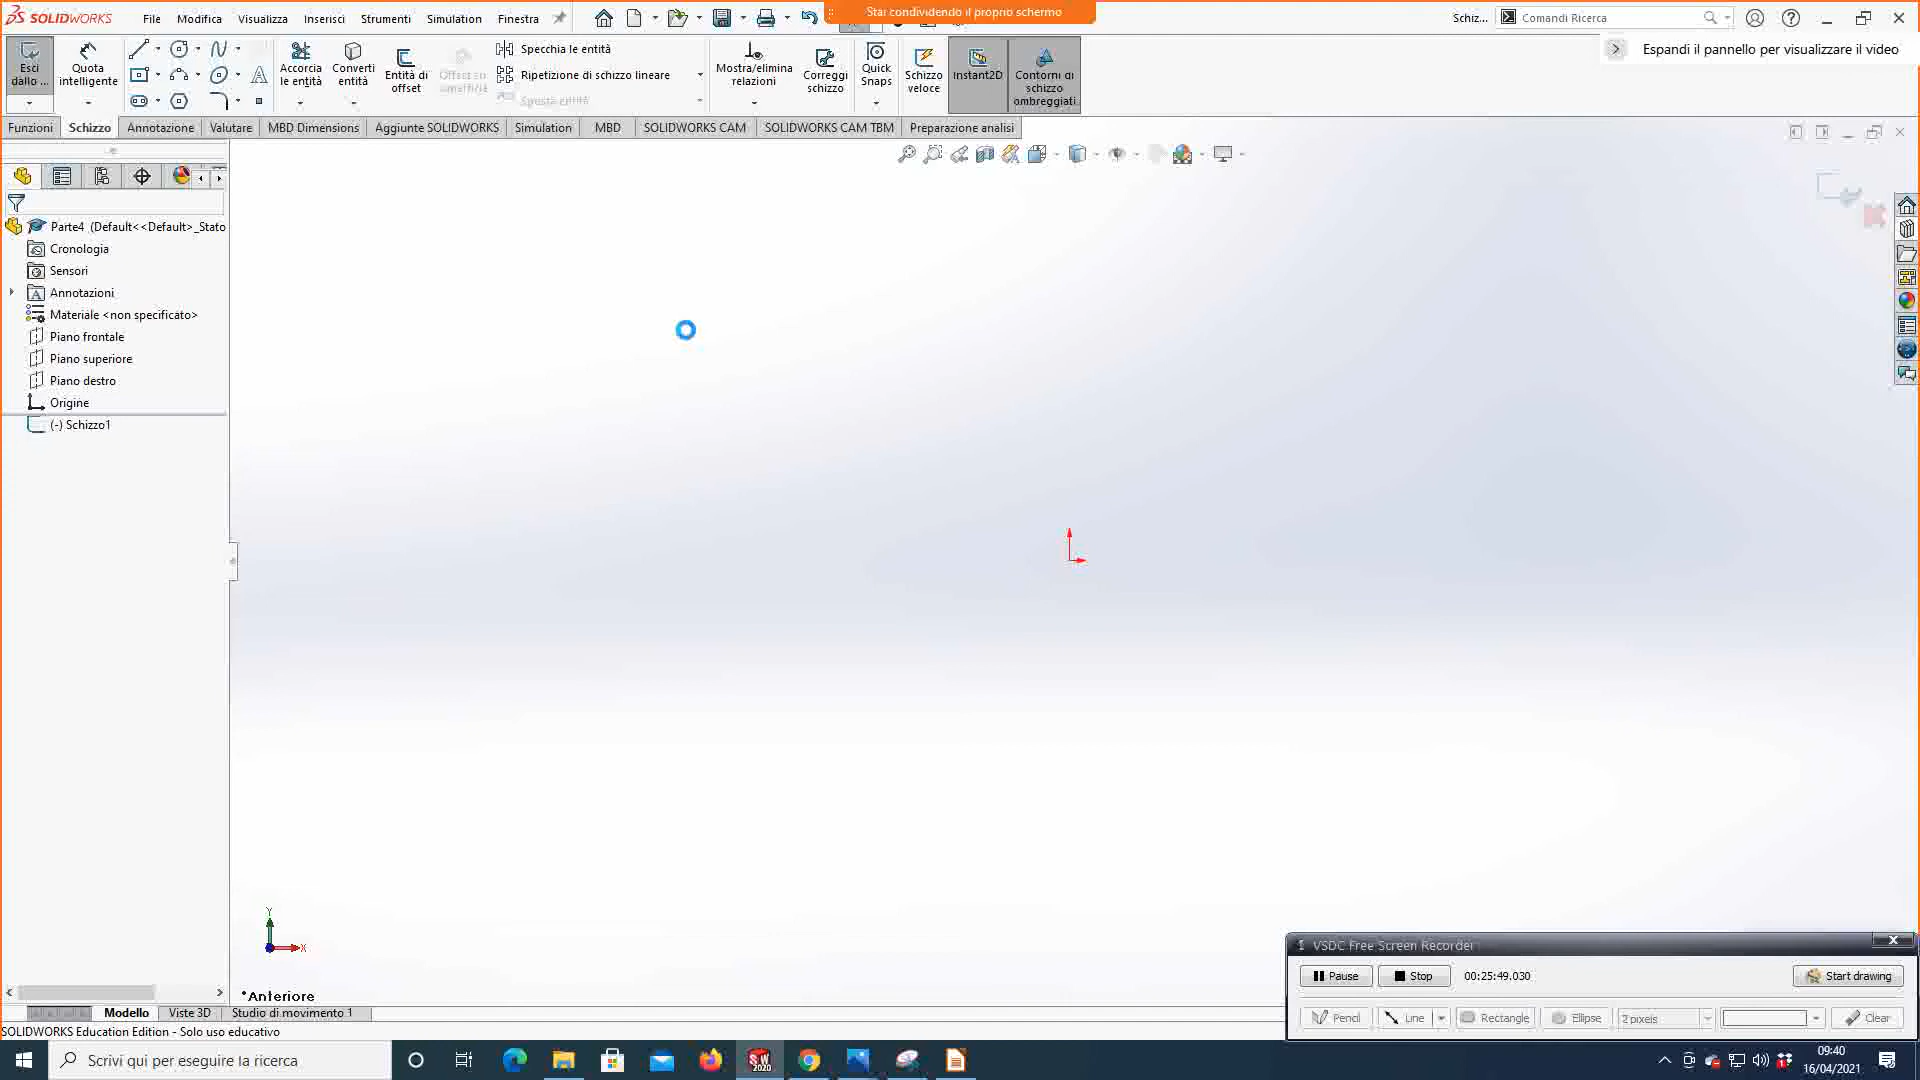 SOLIDWORKS
File
Modifica
Visualizza
Inserisci
Strumenti
Simulation
Finestra
Stai condividendo il proprio schermo
Schiz...
Comandi Ricerca
Espandi il pannello per visualizzare il video
Esci dallo ...
Quota intelligente
Accorcia le entità
Converti entità
Entità di offset
Offset su superficie
Specchia le entità
Ripetizione di schizzo lineare
Sposta entità
Mostra/elimina relazioni
Correggi schizzo
Quick Snaps
Schizzo veloce
Instant2D
Contorni di schizzo ombreggiati
Funzioni
Schizzo
Annotazione
Valutare
MBD Dimensions
Aggiunte SOLIDWORKS
Simulation
MBD
SOLIDWORKS CAM
SOLIDWORKS CAM TBM
Preparazione analisi
Parte4 (Default<<Default>_Stato
Cronologia
Sensori
Annotazioni
Materiale <non specificato>
Piano frontale
Piano superiore
Piano destro
Origine
(-) Schizzo1
Y
X
*Anteriore
Modello
Viste 3D
Studio di movimento 1
SOLIDWORKS Education Edition - Solo uso educativo
VSDC Free Screen Recorder
Pause
Stop
00:25:49.030
Start drawing
Pencil
Line
Rectangle
Ellipse
2 pixels
Clear
Scrivi qui per eseguire la ricerca
SW 2020
09:40
16/04/2021